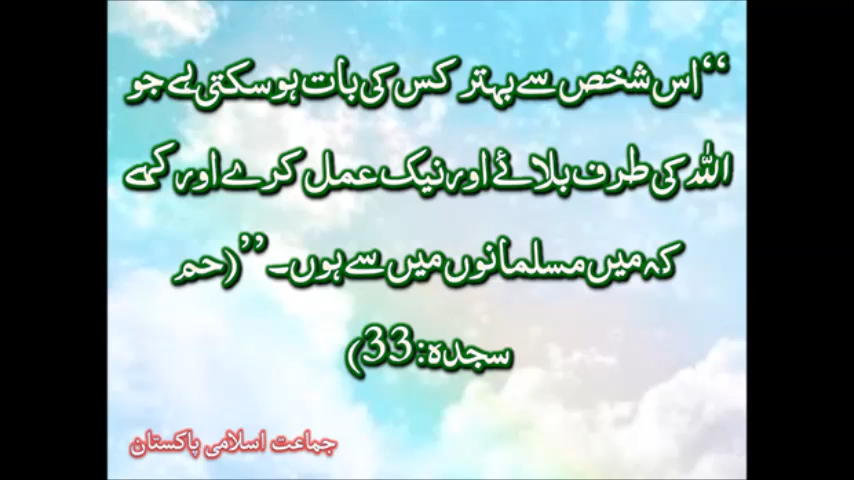 “اس شخص سے بہتر کس کی بات ہو سکتی ہے جو
اللہ کی طرف بلائے اور نیک عمل کرے اور کہے
کہ میں مسلمانوں میں سے ہوں۔” (حم
سجدہ:33)
جماعت اسلامی پاکستان